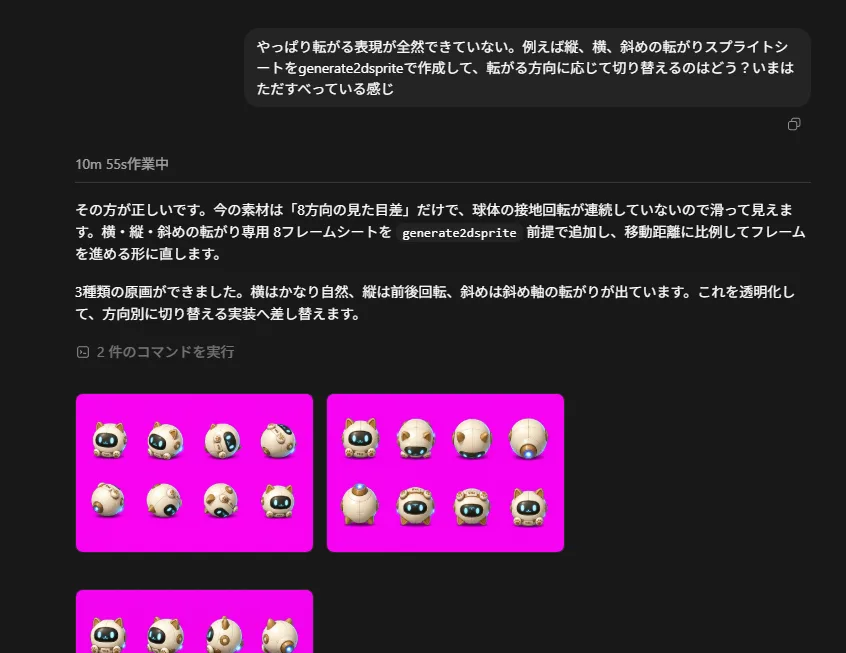 やっぱり転がる表現が全然できていない。例えば縦、横、斜めの転がりスプライトシ
ートをgenerate2dspriteで作成して、転がる方向に応じて切り替えるのはどう？いまは
ただすべっている感じ
10m 55s作業中
その方が正しいです。今の素材は「8方向の見た目差」だけで、球体の接地回転が連続していないので滑って見えま
す。横・縦・斜めの転がり専用 8フレームシートを generate2dsprite 前提で追加し、移動距離に比例してフレーム
を進める形に直します。
3種類の原画ができました。横はかなり自然、縦は前後回転、斜めは斜め軸の転がりが出ています。これを透明化し
て、方向別に切り替える実装へ差し替えます。
2 件のコマンドを実行